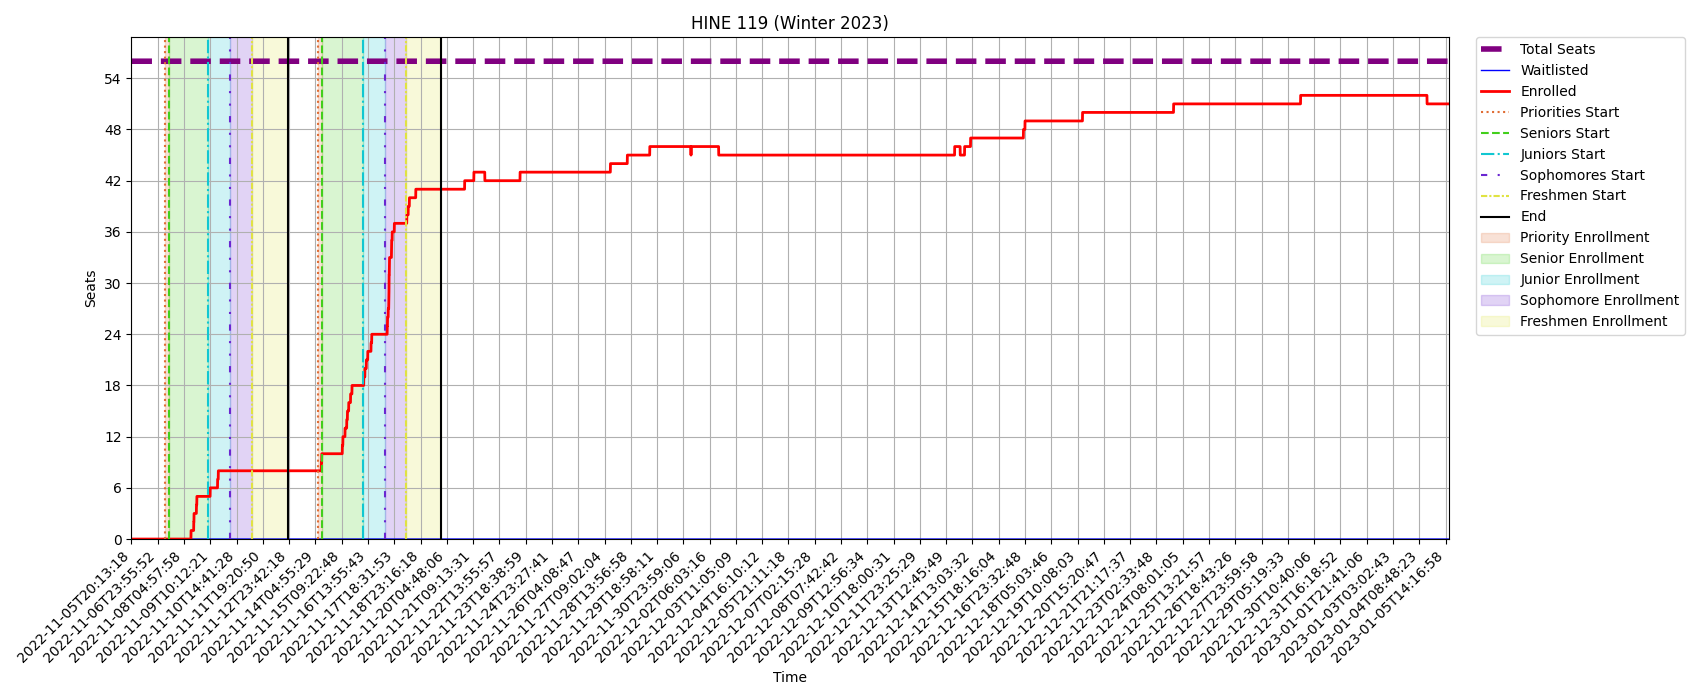 HINE 119 (Winter 2023)
Total Seats
Waitlisted
Enrolled
Priorities Start
Seniors Start
Juniors Start
Sophomores Start
Freshmen Start
End
Priority Enrollment
Senior Enrollment
Junior Enrollment
Sophomore Enrollment
Freshmen Enrollment
Seats
54
48
42
36
30
24
18
12
6
0
2022-11-05T20:13:18
2022-11-06T23:55:52
2022-11-08T04:57:58
2022-11-09T10:12:21
2022-11-10T14:41:28
2022-11-11T19:20:50
2022-11-12T23:42:18
2022-11-14T04:55:29
2022-11-15T09:22:48
2022-11-16T13:55:43
2022-11-17T18:31:53
2022-11-18T23:16:18
2022-11-20T04:48:06
2022-11-21T09:13:31
2022-11-22T13:55:57
2022-11-23T18:38:59
2022-11-24T23:27:41
2022-11-26T04:08:47
2022-11-27T09:02:04
2022-11-28T13:56:58
2022-11-29T18:58:11
2022-11-30T23:59:06
2022-12-02T06:03:16
2022-12-03T11:05:09
2022-12-04T16:10:12
2022-12-05T21:11:18
2022-12-07T02:15:28
2022-12-08T07:42:42
2022-12-09T12:56:34
2022-12-10T18:00:31
2022-12-11T23:25:29
2022-12-13T12:45:49
2022-12-14T13:03:32
2022-12-15T18:16:04
2022-12-16T23:32:48
2022-12-18T05:03:46
2022-12-19T10:08:03
2022-12-20T15:20:47
2022-12-21T21:17:37
2022-12-23T02:33:48
2022-12-24T08:01:05
2022-12-25T13:21:57
2022-12-26T18:43:26
2022-12-27T23:59:58
2022-12-29T05:19:33
2022-12-30T10:40:06
2022-12-31T16:18:52
2023-01-01T21:41:06
2023-01-03T03:02:43
2023-01-04T08:48:23
2023-01-05T14:16:58
Time